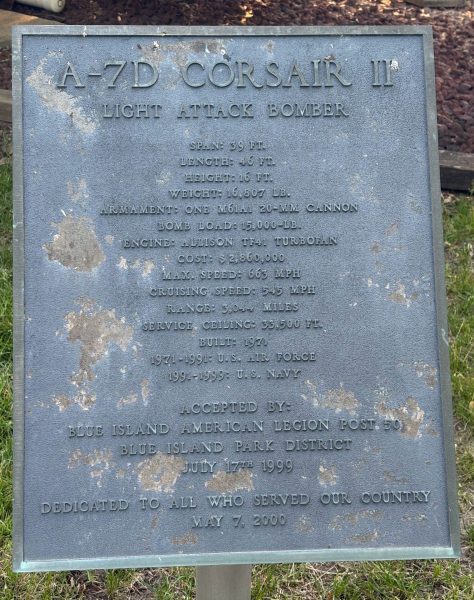 A-7D CORSAIR II
LIGHT ATTACK BOMBER
SPAN: 39 FT.
LENGTH: 46 FT.
HEIGHT: 16 FT.
WEIGHT: 16,807 LB.
ARMAMENT: ONE M61A1 20-MM CANNON
BOMB LOAD: 15,000-LB.
ENGINE: ALLISON TF41 TURBOFAN
COST: $2,860,000
MAX. SPEED: 663 MPH
CRUISING SPEED: 545 MPH
RANGE: 3,044 MILES
SERVICE, CEILING: 33,500 FT.
BUILT: 1971
1971-1991: U.S. AIR FORCE
1991-1999: U.S. NAVY
ACCEPTED BY:
BLUE ISLAND AMERICAN LEGION POST. 50
BLUE ISLAND PARK DISTRICT
JULY 17TH 1999
DEDICATED TO ALL WHO SERVED OUR COUNTRY
MAY 7, 2000